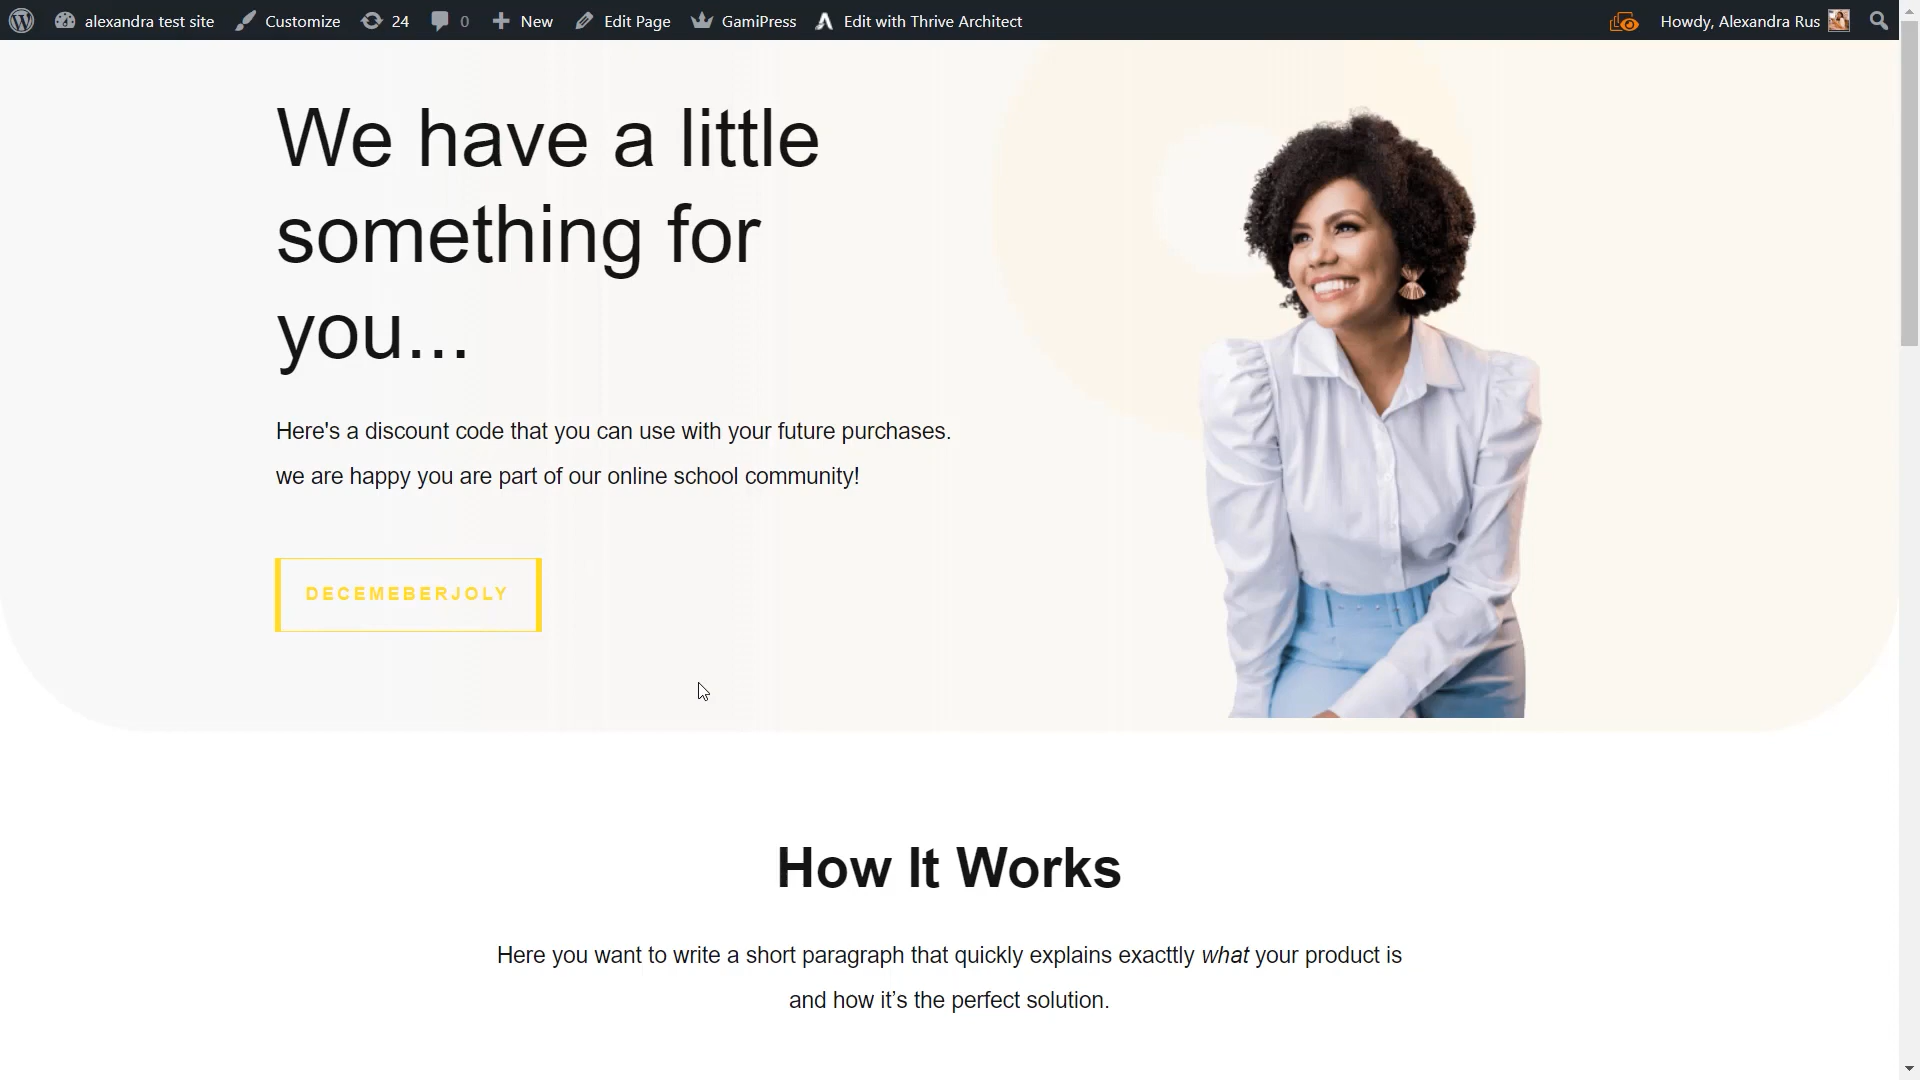 alexandra test site Customize 24 0 New Edit Page GamiPress Edit with Thrive Architect Howdy, Alexandra Rus
We have a little
something for
you...
Here's a discount code that you can use with your future purchases.
we are happy you are part of our online school community!
DECEMEBERJOLY
How It Works
Here you want to write a short paragraph that quickly explains exacttly what your product is
and how it’s the perfect solution.